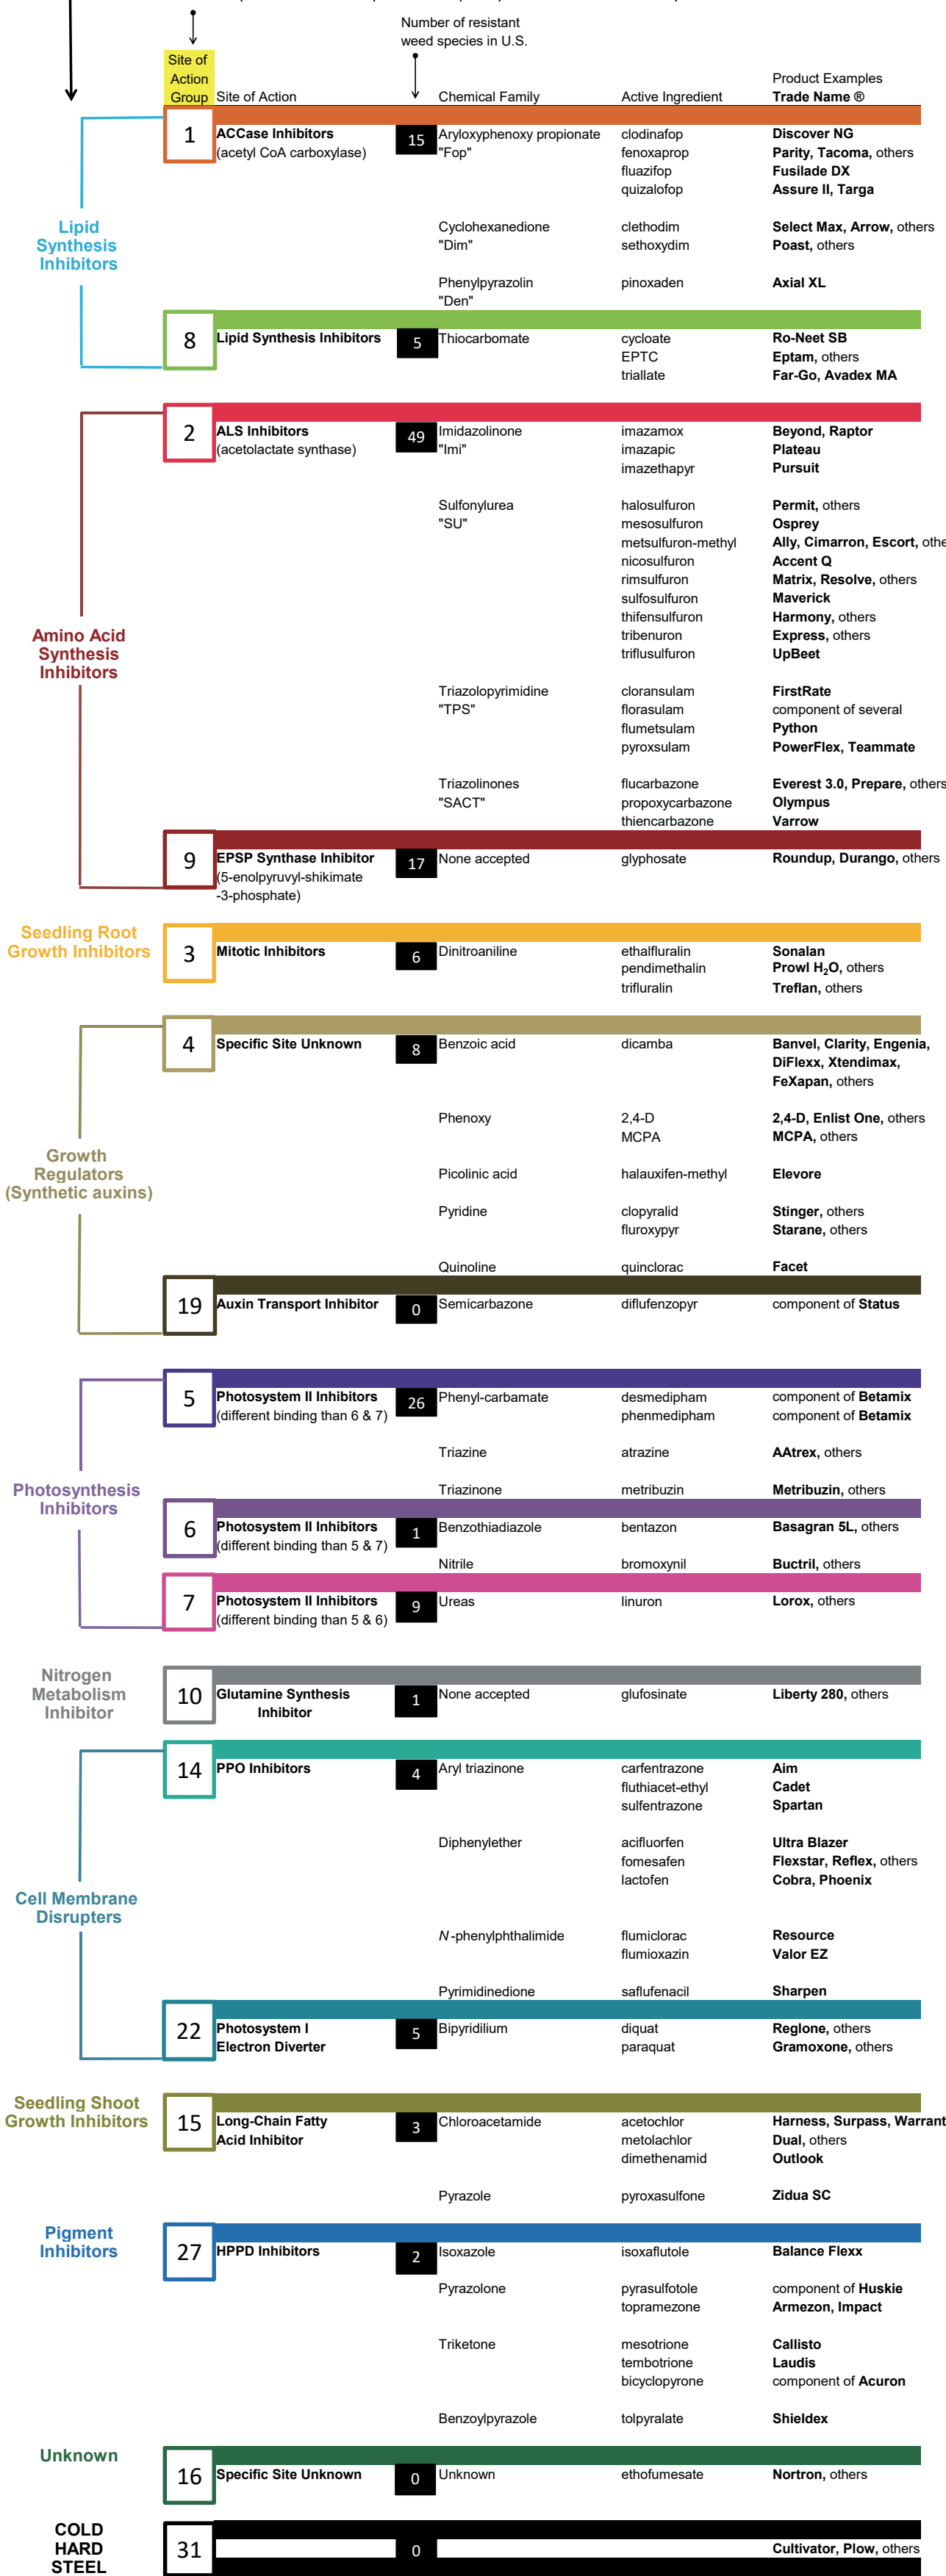 Number of resistant
weed species in U.S.
Site of
Action
Group Site of Action Chemical Family Active Ingredient Product Examples
Trade Name ®
Lipid
Synthesis
Inhibitors
1 ACCase Inhibitors 15 Aryloxyphenoxy propionate clodinafop Discover NG
(acetyl CoA carboxylase) "Fop" fenoxaprop Parity, Tacoma, others
fluazifop Fusilade DX
quizalofop Assure II, Targa
Cyclohexanedione clethodim Select Max, Arrow, others
"Dim" sethoxydim Poast, others
Phenylpyrazolin pinoxaden Axial XL
"Den"
8 Lipid Synthesis Inhibitors 5 Thiocarbomate cycloate Ro-Neet SB
EPTC Eptam, others
triallate Far-Go, Avadex MA
Amino Acid
Synthesis
Inhibitors
2 ALS Inhibitors 49 Imidazolinone imazamox Beyond, Raptor
(acetolactate synthase) "Imi" imazapic Plateau
imazethapyr Pursuit
Sulfonylurea halosulfuron Permit, others
"SU" mesosulfuron Osprey
metsulfuron-methyl Ally, Cimarron, Escort, othe
nicosulfuron Accent Q
rimsulfuron Matrix, Resolve, others
sulfosulfuron Maverick
thifensulfuron Harmony, others
tribenuron Express, others
triflusulfuron UpBeet
Triazolopyrimidine cloransulam FirstRate
"TPS" florasulam component of several
flumetsulam Python
pyroxsulam PowerFlex, Teammate
Triazolinones flucarbazone Everest 3.0, Prepare, others
"SACT" propoxycarbazone Olympus
thiencarbazone Varrow
9 EPSP Synthase Inhibitor 17 None accepted glyphosate Roundup, Durango, others
(5-enolpyruvyl-shikimate
-3-phosphate)
Seedling Root
Growth Inhibitors
3 Mitotic Inhibitors 6 Dinitroaniline ethalfluralin Sonalan
pendimethalin Prowl H₂O, others
trifluralin Treflan, others
Growth
Regulators
(Synthetic auxins)
4 Specific Site Unknown 8 Benzoic acid dicamba Banvel, Clarity, Engenia,
DiFlexx, Xtendimax,
FeXapan, others
Phenoxy 2,4-D 2,4-D, Enlist One, others
MCPA MCPA, others
Picolinic acid halauxifen-methyl Elevore
Pyridine clopyralid Stinger, others
fluroxypyr Starane, others
Quinoline quinclorac Facet
19 Auxin Transport Inhibitor 0 Semicarbazone diflufenzopyr component of Status
Photosynthesis
Inhibitors
5 Photosystem II Inhibitors 26 Phenyl-carbamate desmedipham component of Betamix
(different binding than 6 & 7) phenmedipham component of Betamix
Triazine atrazine AAtrex, others
Triazinone metribuzin Metribuzin, others
6 Photosystem II Inhibitors 1 Benzothiadiazole bentazon Basagran 5L, others
(different binding than 5 & 7)
Nitrile bromoxynil Buctril, others
7 Photosystem II Inhibitors 9 Ureas linuron Lorox, others
(different binding than 5 & 6)
Nitrogen
Metabolism
Inhibitor
10 Glutamine Synthesis 1 None accepted glufosinate Liberty 280, others
Inhibitor
Cell Membrane
Disrupters
14 PPO Inhibitors 4 Aryl triazinone carfentrazone Aim
fluthiacet-ethyl Cadet
sulfentrazone Spartan
Diphenylether acifluorfen Ultra Blazer
fomesafen Flexstar, Reflex, others
lactofen Cobra, Phoenix
N-phenylphthalimide flumiclorac Resource
flumioxazin Valor EZ
Pyrimidinedione saflufenacil Sharpen
22 Photosystem I 5 Bipyridilium diquat Reglone, others
Electron Diverter paraquat Gramoxone, others
Seedling Shoot
Growth Inhibitors
15 Long-Chain Fatty 3 Chloroacetamide acetochlor Harness, Surpass, Warrant
Acid Inhibitor metolachlor Dual, others
dimethenamid Outlook
Pyrazole pyroxasulfone Zidua SC
Pigment
Inhibitors
27 HPPD Inhibitors 2 Isoxazole isoxaflutole Balance Flexx
Pyrazolone pyrasulfotole component of Huskie
topramezone Armezon, Impact
Triketone mesotrione Callisto
tembotrione Laudis
bicyclopyrone component of Acuron
Benzoylpyrazole tolpyralate Shieldex
Unknown
16 Specific Site Unknown 0 Unknown ethofumesate Nortron, others
COLD
HARD
STEEL
31 0 Cultivator, Plow, others